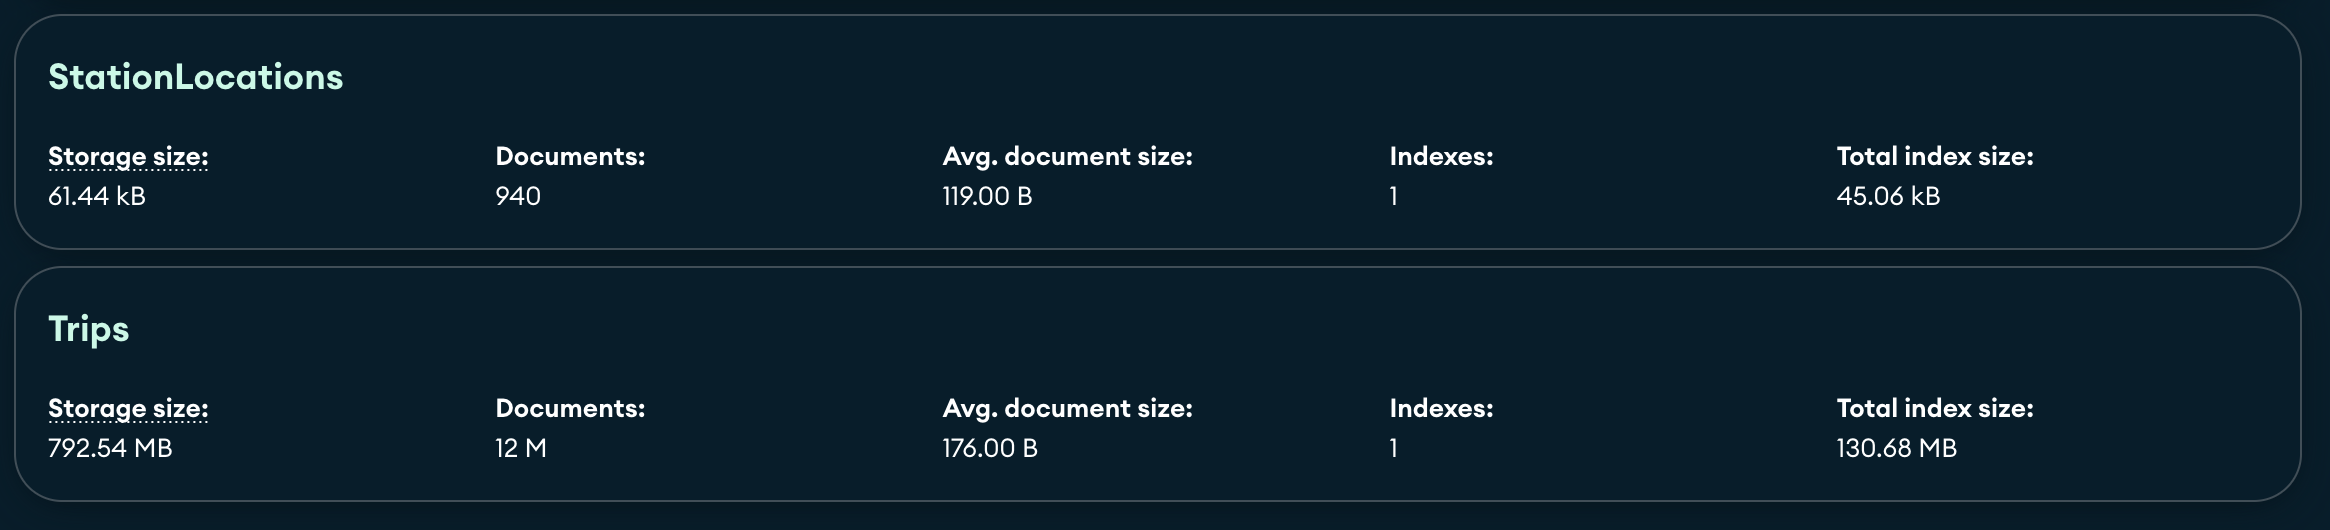 StationLocations
Storage size: Documents: Avg. document size: Indexes: Total index size:
61.44 kB 940 119.00 B 1 45.06 kB
Trips
Storage size: Documents: Avg. document size: Indexes: Total index size:
792.54 MB 12 M 176.00 B 1 130.68 MB